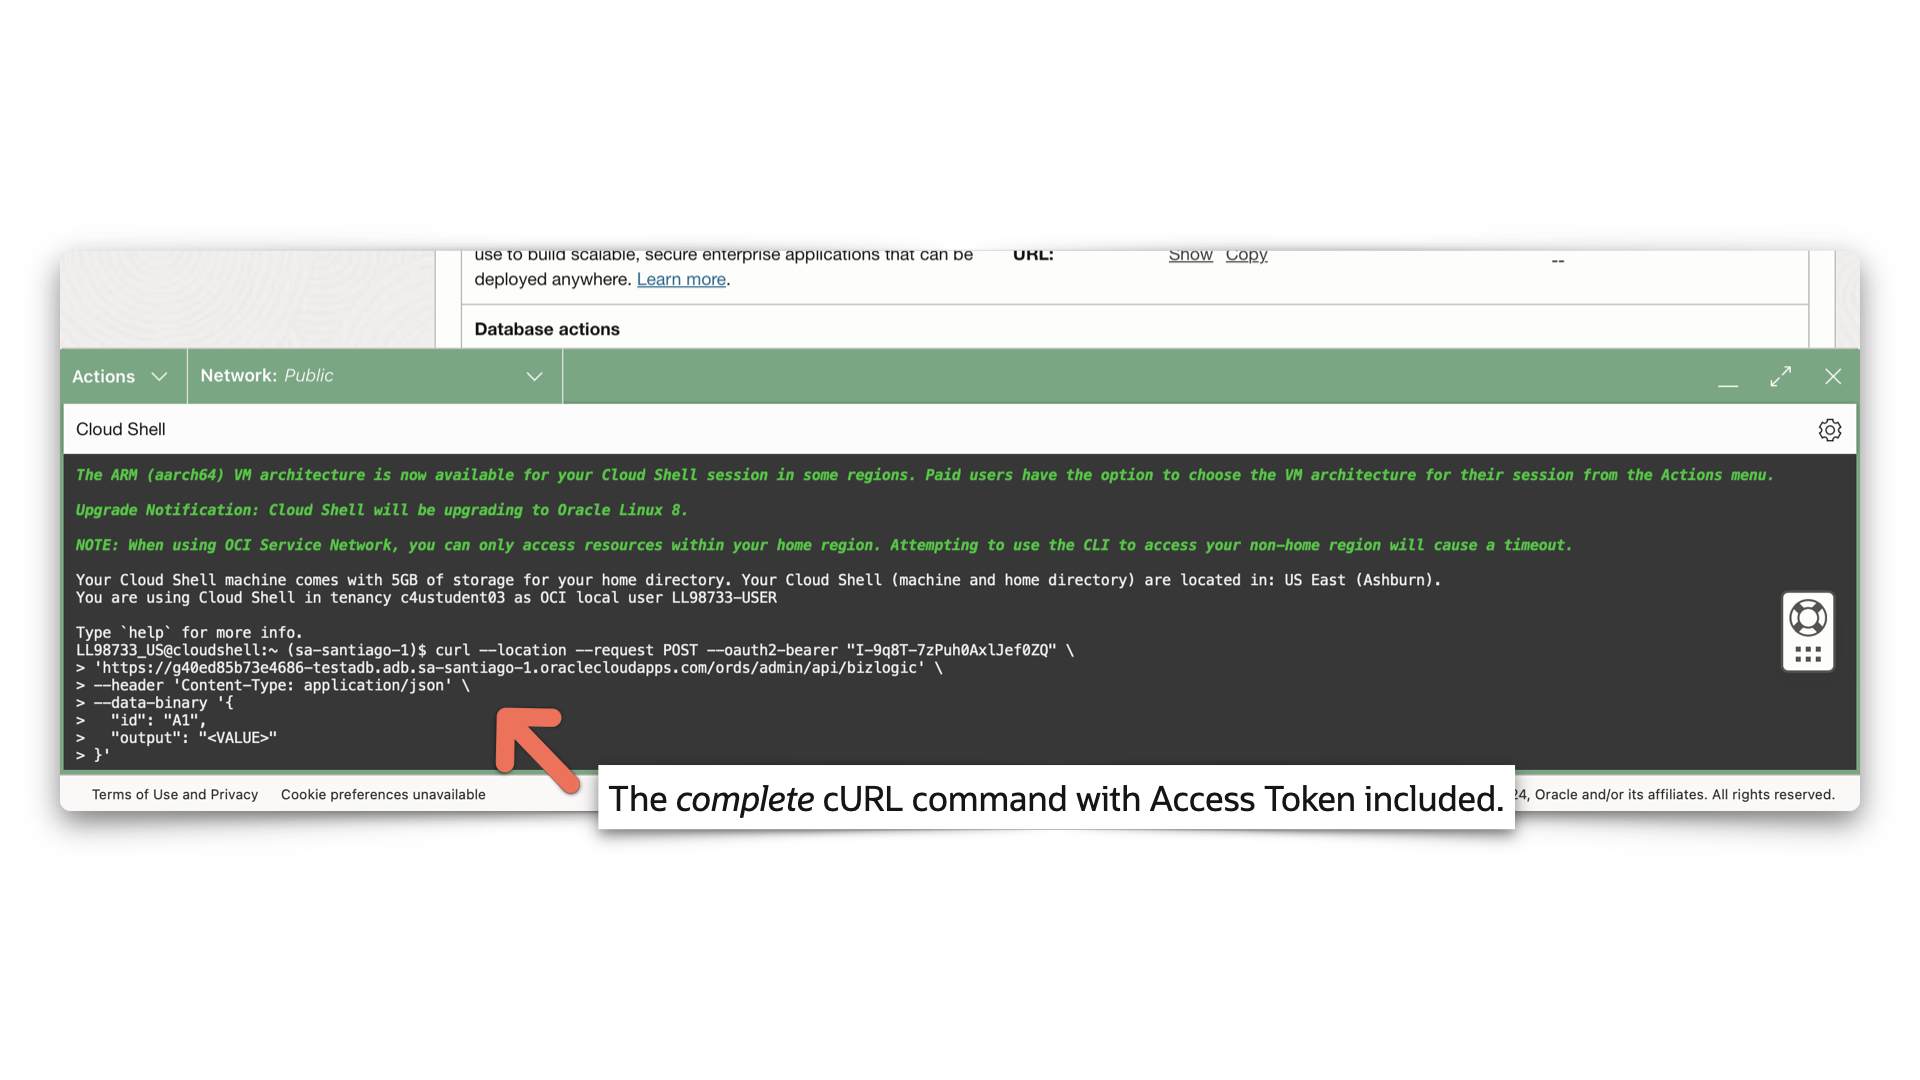 use to build scalable, secure enterprise applications that can be
deployed anywhere. Learn more.
URL:
Show Copy
--
Database actions
Actions
Network: Public
Cloud Shell
The ARM (aarch64) VM architecture is now available for your Cloud Shell session in some regions. Paid users have the option to choose the VM architecture for their session from the Actions menu.
Upgrade Notification: Cloud Shell will be upgrading to Oracle Linux 8.
NOTE: When using OCI Service Network, you can only access resources within your home region. Attempting to use the CLI to access your non-home region will cause a timeout.
Your Cloud Shell machine comes with 5GB of storage for your home directory. Your Cloud Shell (machine and home directory) are located in: US East (Ashburn).
You are using Cloud Shell in tenancy c4ustudent03 as OCI local user LL98733-USER
Type `help` for more info.
LL98733_US@cloudshell:~ (sa-santiago-1)$ curl --location --request POST --oauth2-bearer "I-9q8T-7zPuh0AxlJef0ZQ" \
> 'https://g40ed85b73e4686-testadb.adb.sa-santiago-1.oraclecloudapps.com/ords/admin/api/bizlogic' \
> --header 'Content-Type: application/json' \
> --data-binary '{
>   "id": "A1",
>   "output": "<VALUE>"
> }'
The complete cURL command with Access Token included.
Terms of Use and Privacy
Cookie preferences unavailable
24, Oracle and/or its affiliates. All rights reserved.